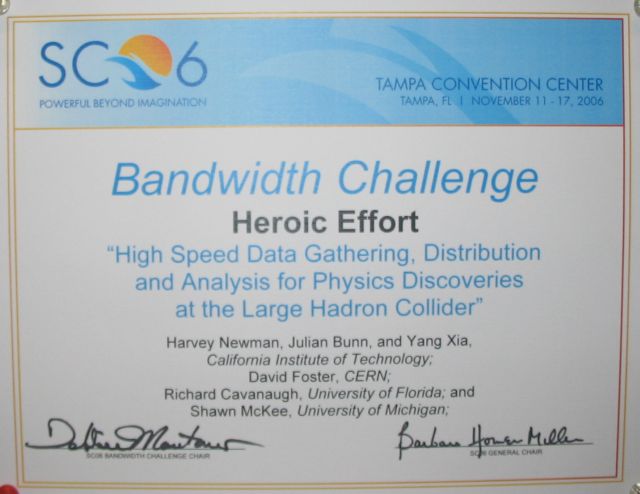 SC06
POWERFUL BEYOND IMAGINATION
TAMPA CONVENTION CENTER
TAMPA, FL | NOVEMBER 11 - 17, 2006
Bandwidth Challenge
Heroic Effort
“High Speed Data Gathering, Distribution
and Analysis for Physics Discoveries
at the Large Hadron Collider”
Harvey Newman, Julian Bunn, and Yang Xia,
California Institute of Technology;
David Foster, CERN;
Richard Cavanaugh, University of Florida; and
Shawn McKee, University of Michigan;
Barbara Horner Miller
SC06 BANDWIDTH CHALLENGE CHAIR
SC06 GENERAL CHAIR